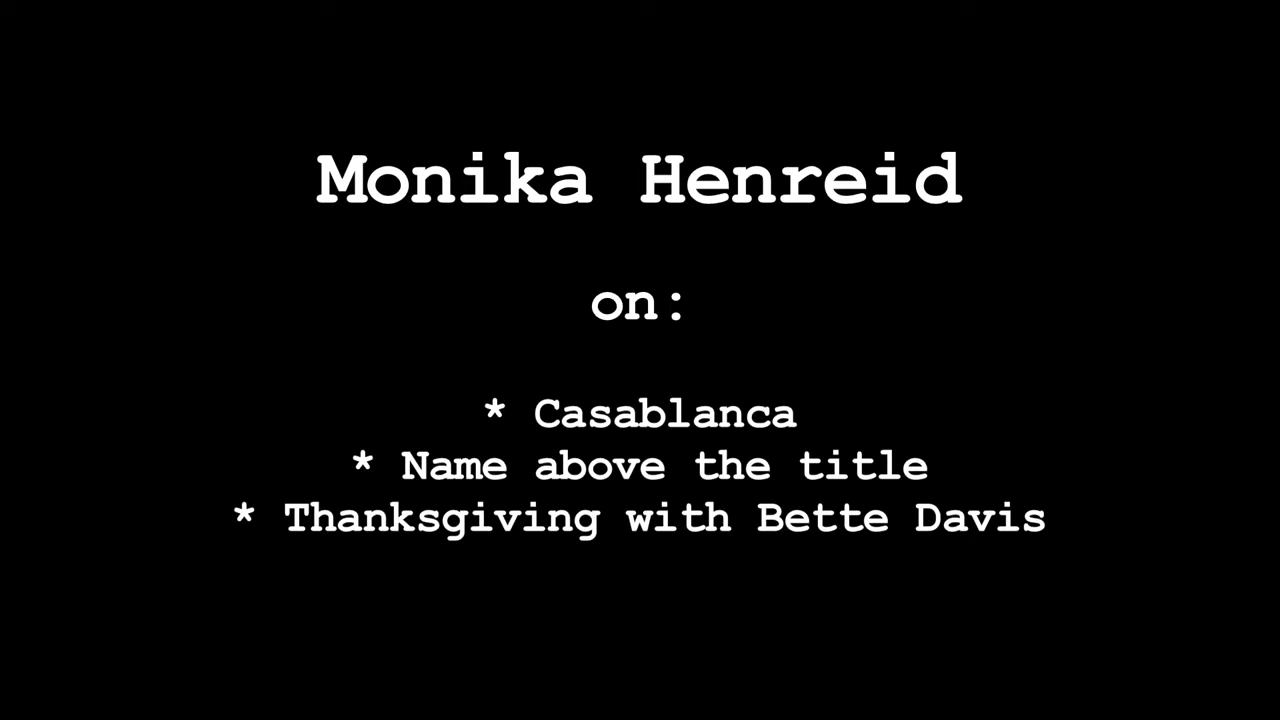 Monika Henreid
on:
* Casablanca
* Name above the title
* Thanksgiving with Bette Davis